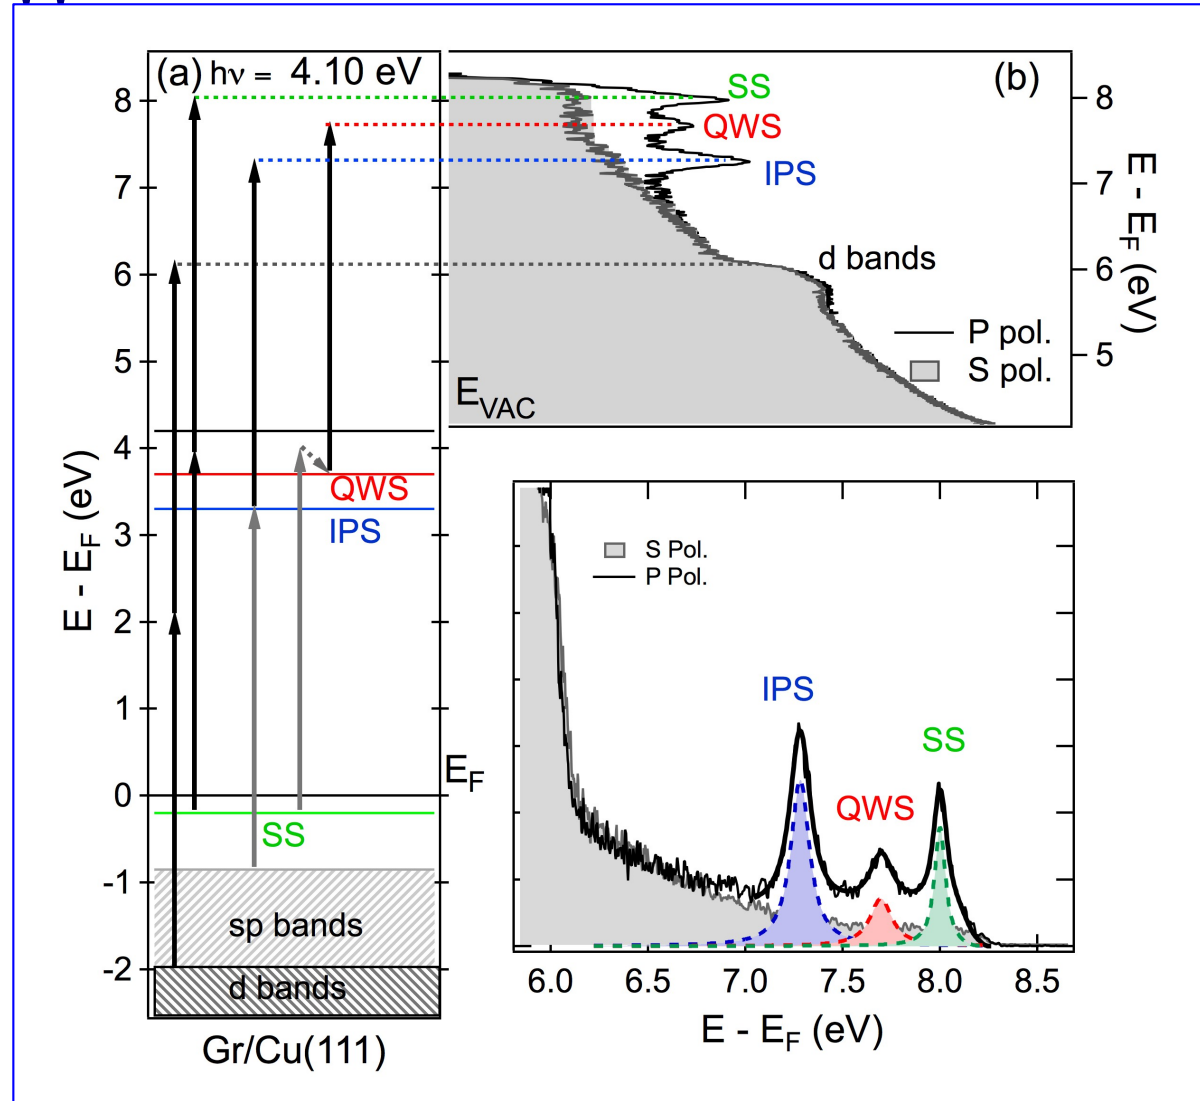 (a) hν = 4.10 eV
(b)
SS
QWS
IPS
d bands
P pol.
S pol.
E_VAC
8
7
6
5
4
3
2
1
0
-1
-2
E - E_F (eV)
QWS
IPS
E_F
SS
sp bands
d bands
Gr/Cu(111)
8
7
6
5
E - E_F (eV)
S Pol.
P Pol.
IPS
QWS
SS
6.0 6.5 7.0 7.5 8.0 8.5
E - E_F (eV)